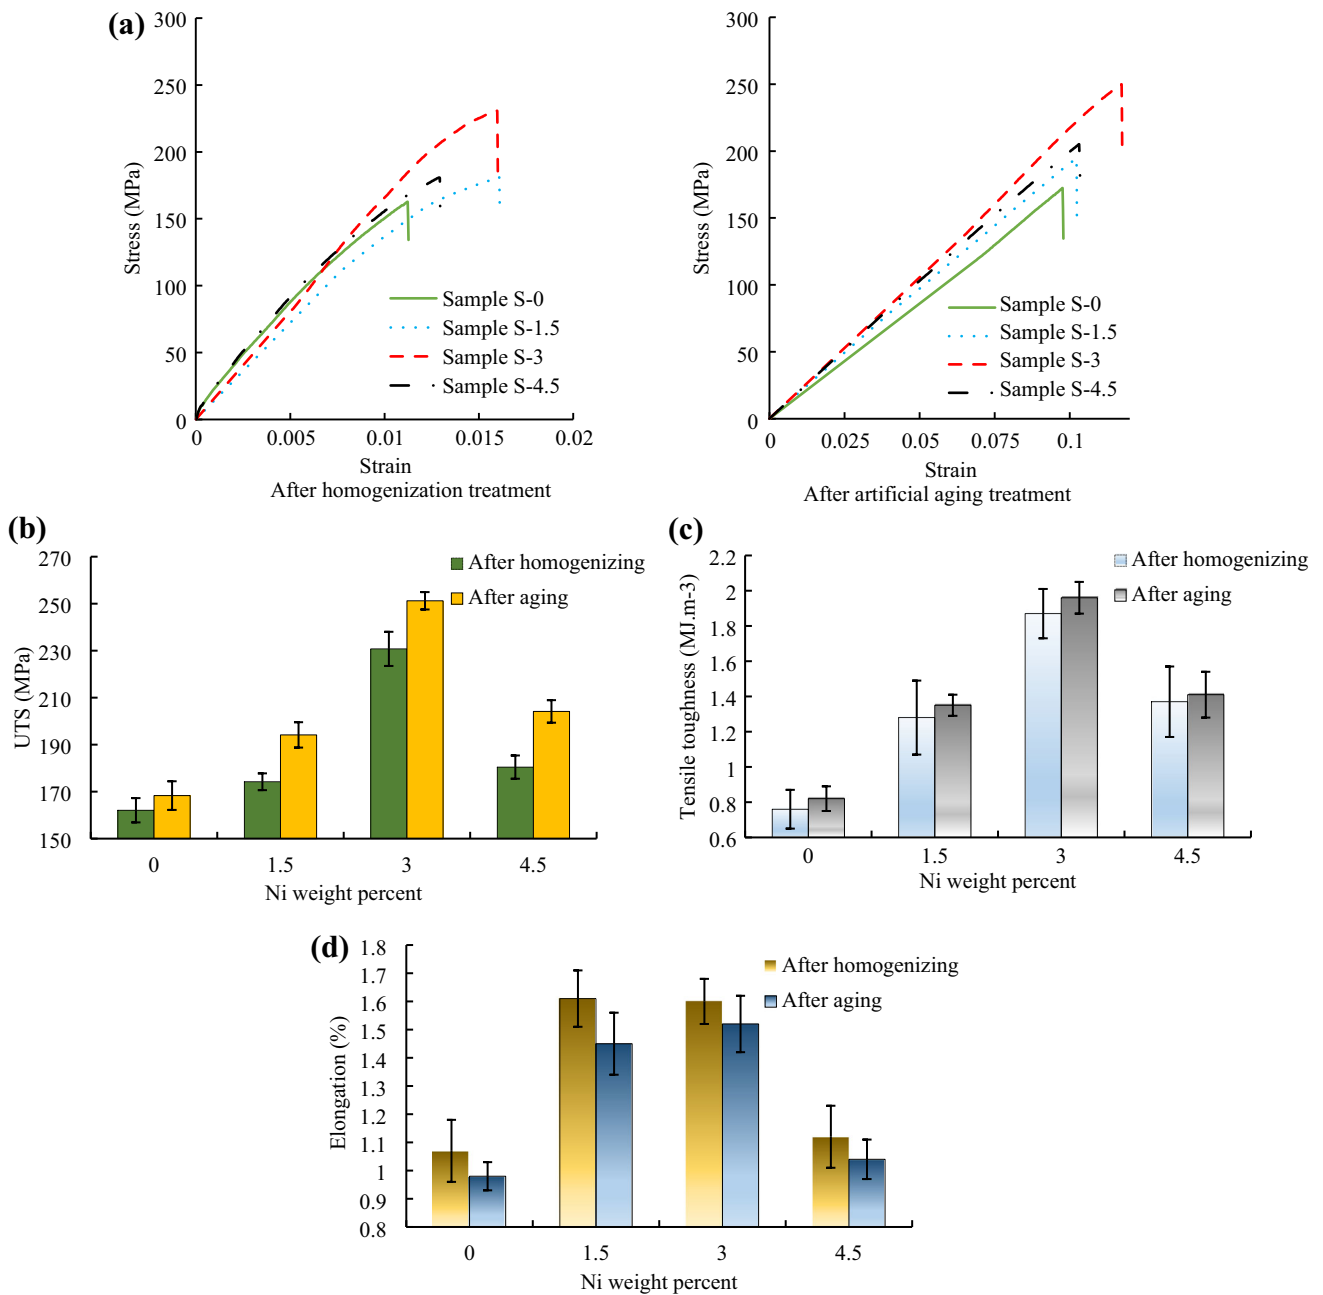 (a)
300
250
200
150
100
50
0
Stress (MPa)
0 0.005 0.01 0.015 0.02
Strain
After homogenization treatment
Sample S-0
Sample S-1.5
Sample S-3
Sample S-4.5
300
250
200
150
100
50
0
Stress (MPa)
0 0.025 0.05 0.075 0.1
Strain
After artificial aging treatment
Sample S-0
Sample S-1.5
Sample S-3
Sample S-4.5
(b)
270
250
230
210
190
170
150
UTS (MPa)
0 1.5 3 4.5
Ni weight percent
After homogenizing
After aging
(c)
2.2
2
1.8
1.6
1.4
1.2
1
0.8
0.6
Tensile toughness (MJ.m-3)
0 1.5 3 4.5
Ni weight percent
After homogenizing
After aging
(d)
1.8
1.7
1.6
1.5
1.4
1.3
1.2
1.1
1
0.9
0.8
Elongation (%)
0 1.5 3 4.5
Ni weight percent
After homogenizing
After aging